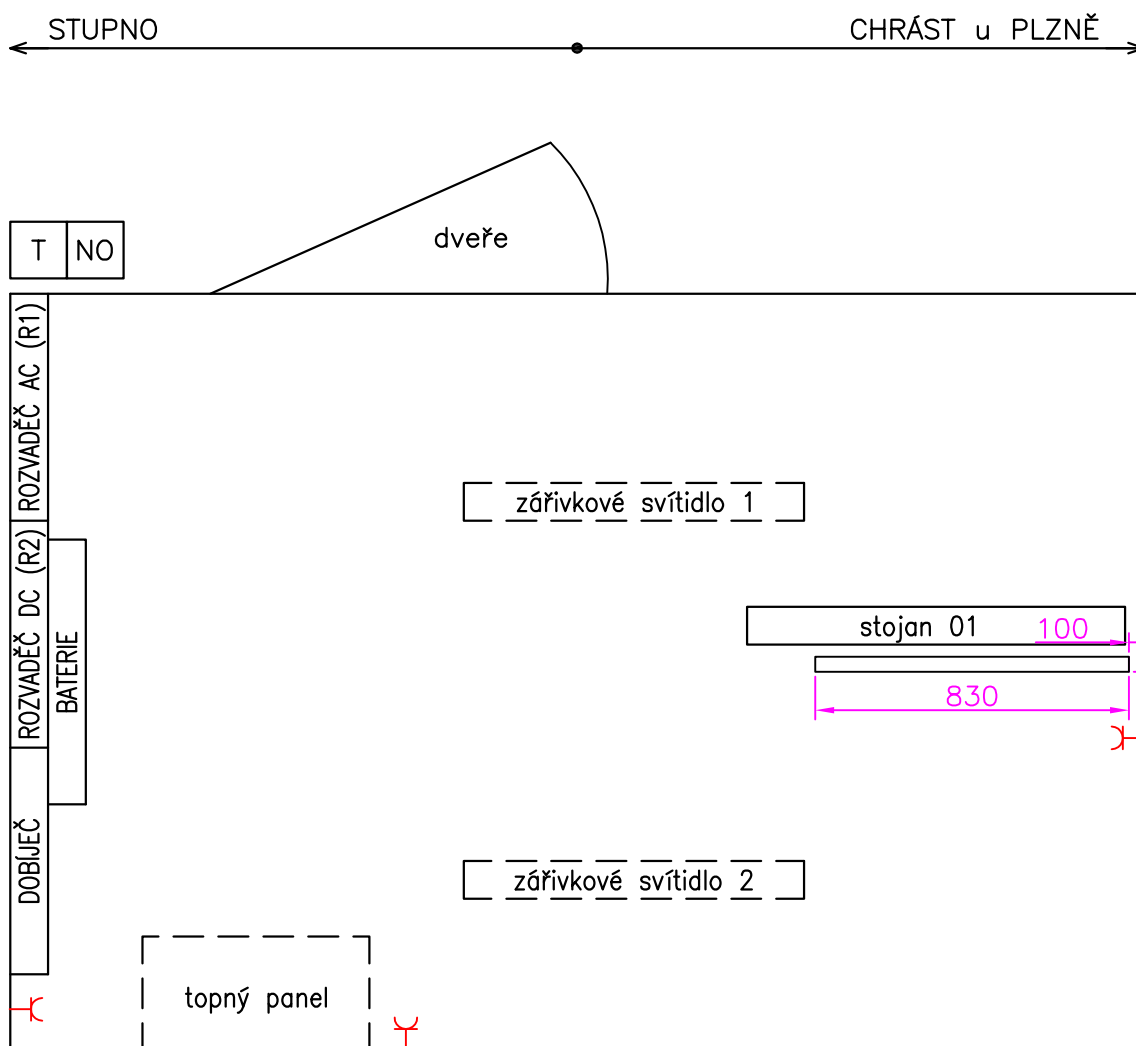 STUPNO
CHRÁST u PLZNĚ
dveře
T NO
ROZVADĚČ AC (R1)
zářivkové svítidlo 1
ROZVADĚČ DC (R2)
BATERIE
stojan 01
100
830
DOBÍJEČ
zářivkové svítidlo 2
topný panel